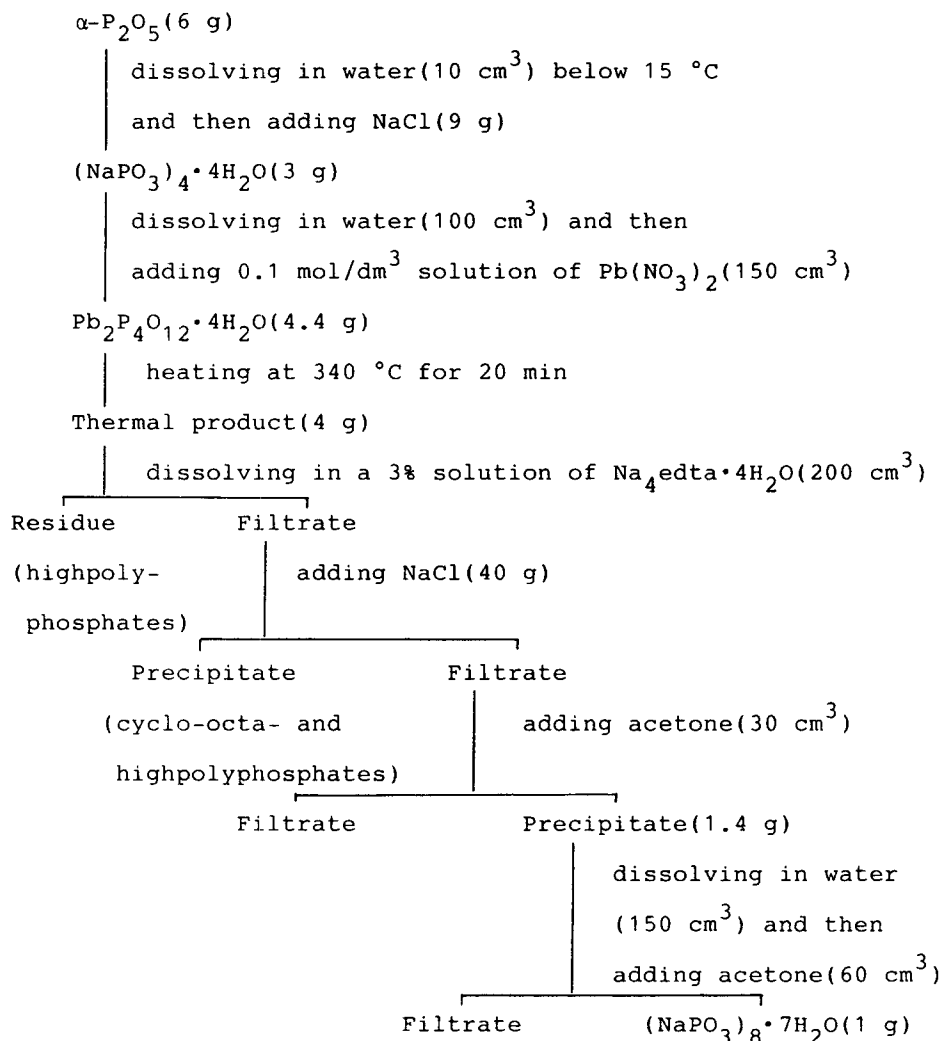 α-P₂O₅(6 g)
dissolving in water(10 cm³) below 15 °C
and then adding NaCl(9 g)
(NaPO₃)₄·4H₂O(3 g)
dissolving in water(100 cm³) and then
adding 0.1 mol/dm³ solution of Pb(NO₃)₂(150 cm³)
Pb₂P₄O₁₂·4H₂O(4.4 g)
heating at 340 °C for 20 min
Thermal product(4 g)
dissolving in a 3% solution of Na₄edta·4H₂O(200 cm³)
Residue Filtrate
(highpoly- adding NaCl(40 g)
phosphates)
Precipitate Filtrate
(cyclo-octa- and adding acetone(30 cm³)
highpolyphosphates)
Filtrate Precipitate(1.4 g)
dissolving in water
(150 cm³) and then
adding acetone(60 cm³)
Filtrate (NaPO₃)₈·7H₂O(1 g)